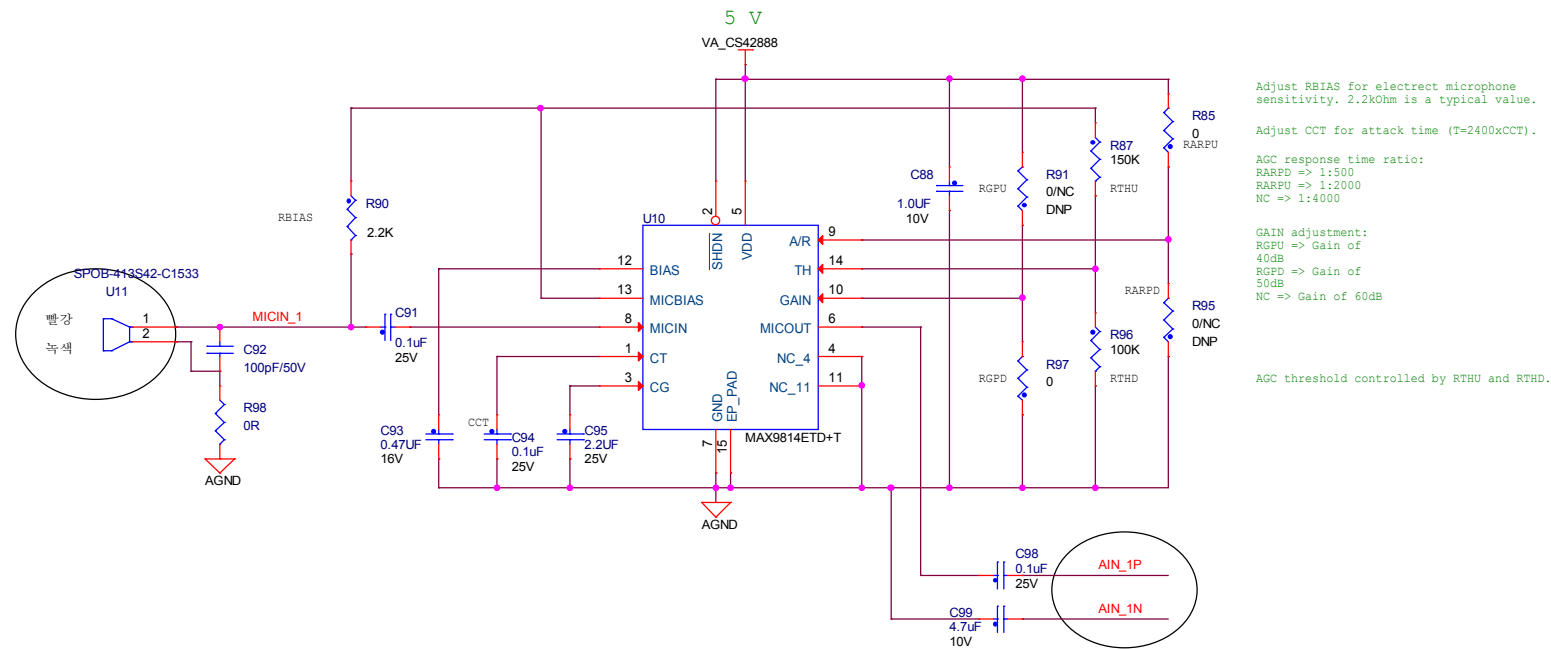 5 V
VA_CS42888
Adjust RBIAS for electrect microphone
sensitivity. 2.2kOhm is a typical value.
Adjust CCT for attack time (T=2400xCCT).
AGC response time ratio:
RARPD => 1:500
RARPU => 1:2000
NC => 1:4000
GAIN adjustment:
RGPU => Gain of
40dB
RGPD => Gain of
50dB
NC => Gain of 60dB
AGC threshold controlled by RTHU and RTHD.
R85
0
RARPU
R87
150K
RTHU
C88
1.0UF
10V
RGPU
R91
0/NC
DNP
RBIAS
R90
2.2K
U10
2
5
SHDN
VDD
12
BIAS
13
MICBIAS
8
MICIN
1
CT
3
CG
A/R
9
TH
14
GAIN
10
MICOUT
6
NC_4
4
NC_11
11
GND
EP_PAD
7
15
MAX9814ETD+T
SPOB-413S42-C1533
U11
빨강
녹색
1
2
MICIN_1
C91
0.1uF
25V
C92
100pF/50V
R98
0R
AGND
C93
0.47UF
16V
CCT
C94
0.1uF
25V
C95
2.2UF
25V
AGND
RARPD
R95
0/NC
DNP
R96
100K
RTHD
RGPD
R97
0
C98
0.1uF
25V
AIN_1P
C99
4.7uF
10V
AIN_1N